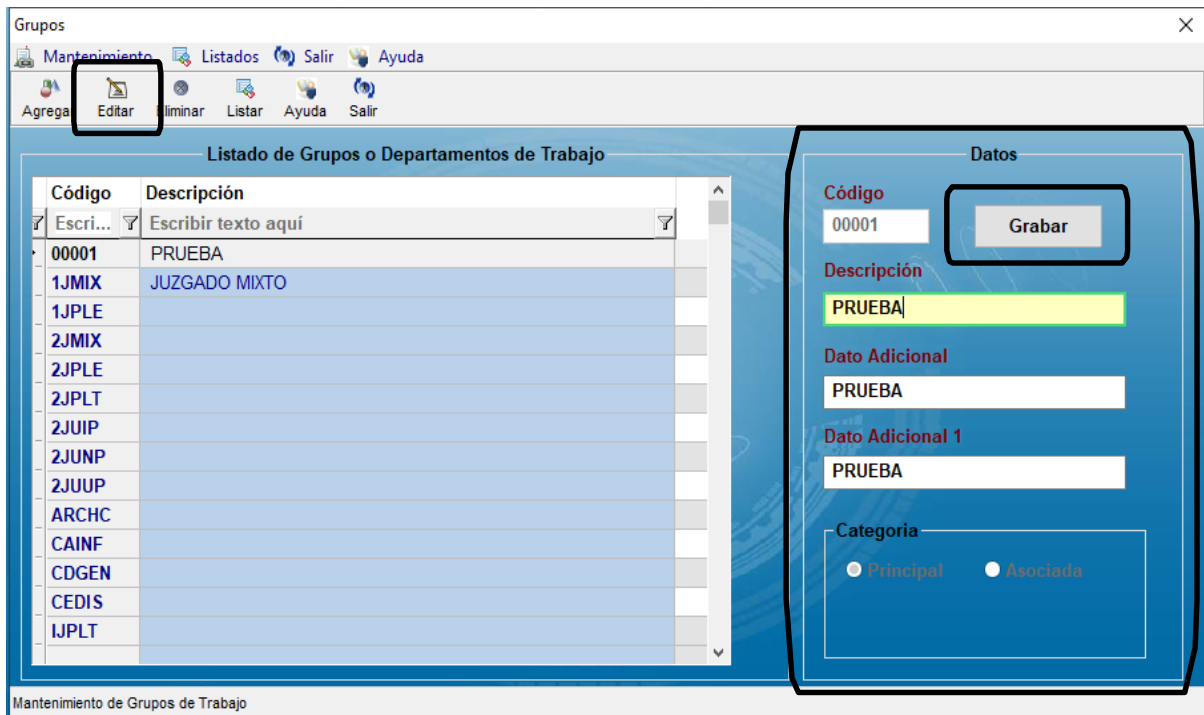 Grupos
Mantenimiento Listados Salir Ayuda
Agregar Editar Eliminar Listar Ayuda Salir
Listado de Grupos o Departamentos de Trabajo
Código Descripción
Escri... Escribir texto aquí
00001 PRUEBA
1JMIX JUZGADO MIXTO
1JPLE
2JMIX
2JPLE
2JPLT
2JUIP
2JUNP
2JUUP
ARCHC
CAINF
CDGEN
CEDIS
IJPLT
Datos
Código
00001 Grabar
Descripción
PRUEBA
Dato Adicional
PRUEBA
Dato Adicional 1
PRUEBA
Categoria
Principal Asociada
Mantenimiento de Grupos de Trabajo